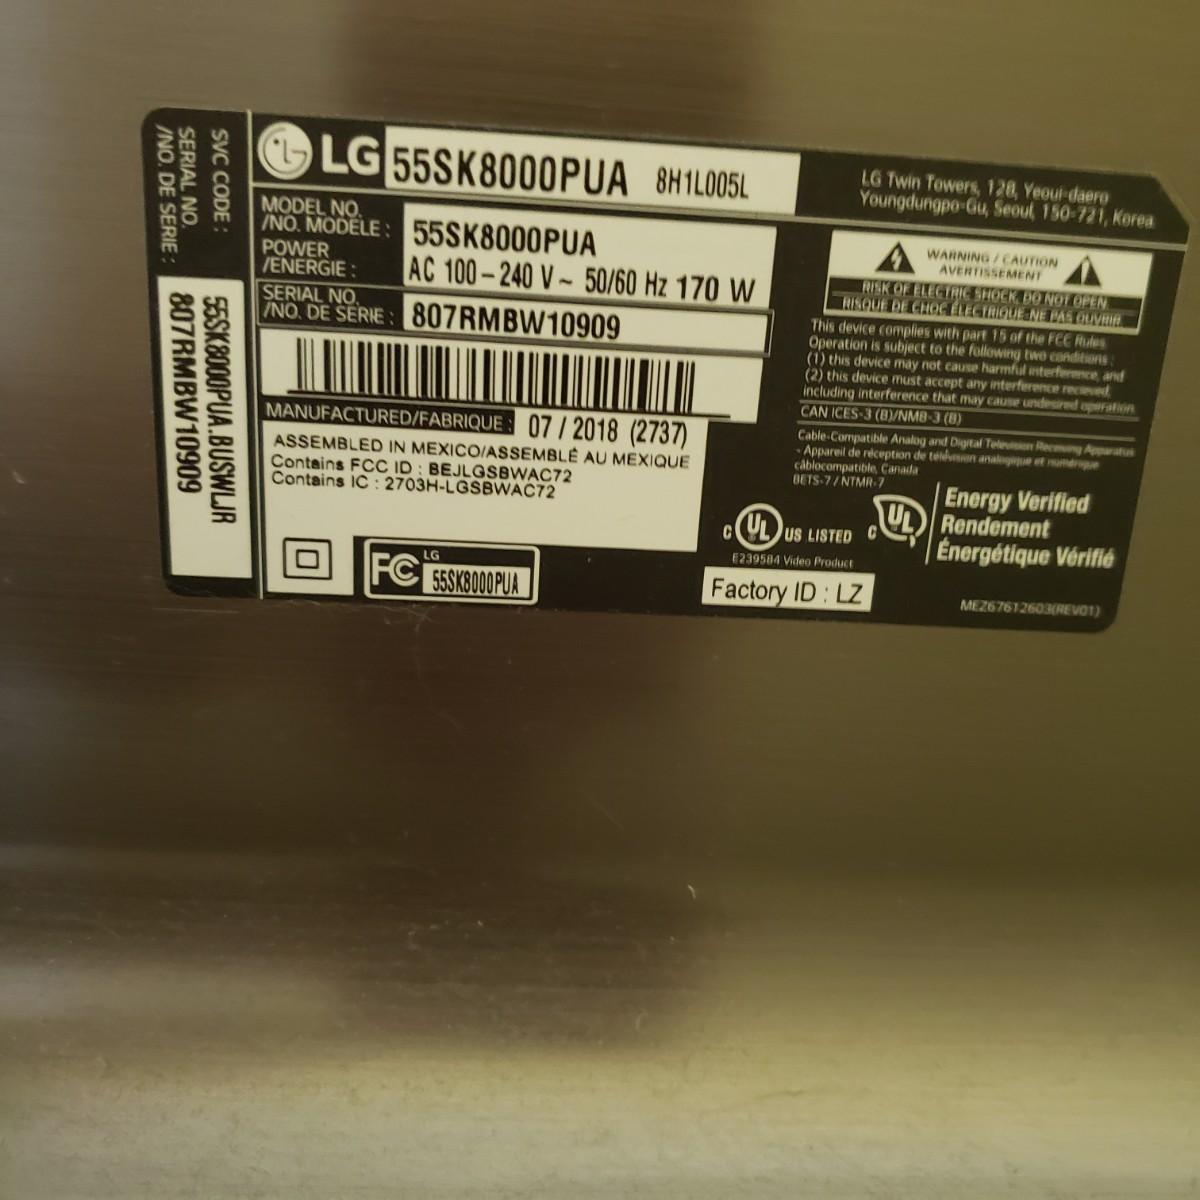 SVC CODE :
SERIAL NO.
/NO. DE SÉRIE :
55SK8000PUA.BUSWLJR
807RMBW10909
LG 55SK8000PUA 8H1L005L
MODEL NO.
/NO. MODÈLE : 55SK8000PUA
POWER
/ÉNERGIE : AC 100 – 240 V ~ 50/60 Hz 170 W
SERIAL NO.
/NO. DE SÉRIE : 807RMBW10909
MANUFACTURED/FABRIQUÉ : 07 / 2018 (2737)
ASSEMBLED IN MEXICO/ASSEMBLÉ AU MEXIQUE
Contains FCC ID : BEJLGSBWAC72
Contains IC : 2703H-LGSBWAC72
FC LG
55SK8000PUA
LG Twin Towers, 128, Yeoui-daero
Youngdungpo-Gu, Seoul, 150-721, Korea
WARNING / CAUTION
AVERTISSEMENT
RISK OF ELECTRIC SHOCK, DO NOT OPEN.
RISQUE DE CHOC ÉLECTRIQUE-NE PAS OUVRIR.
This device complies with part 15 of the FCC Rules.
Operation is subject to the following two conditions :
(1) this device may not cause harmful interference, and
(2) this device must accept any interference recieved,
including interference that may cause undesired operation.
CAN ICES-3 (B)/NMB-3 (B)
Cable-Compatible Analog and Digital Television Receiving Apparatus
- Appareil de réception de télévision analogique et numérique
câblocompatible, Canada
BETS-7 / NTMR-7
C UL US LISTED
E239584 Video Product
C UL
Energy Verified
Rendement
Énergétique Vérifié
Factory ID : LZ
MEZ67612603(REV01)